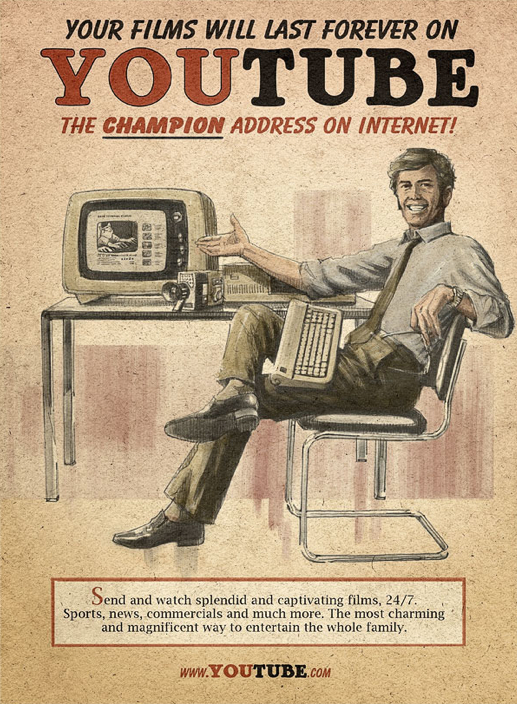 YOUR FILMS WILL LAST FOREVER ON
YOUTUBE
THE CHAMPION ADDRESS ON INTERNET!
Send and watch splendid and captivating films, 24/7.
Sports, news, commercials and much more. The most charming
and magnificent way to entertain the whole family.
WWW.YOUTUBE.COM